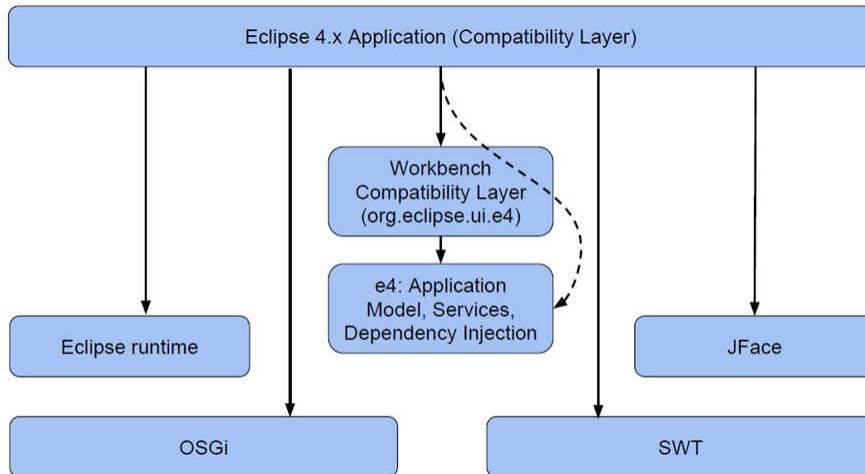 Eclipse 4.x Application (Compatibility Layer)
Workbench
Compatibility Layer
(org.eclipse.ui.e4)
e4: Application
Model, Services,
Dependency Injection
Eclipse runtime
JFace
OSGi
SWT